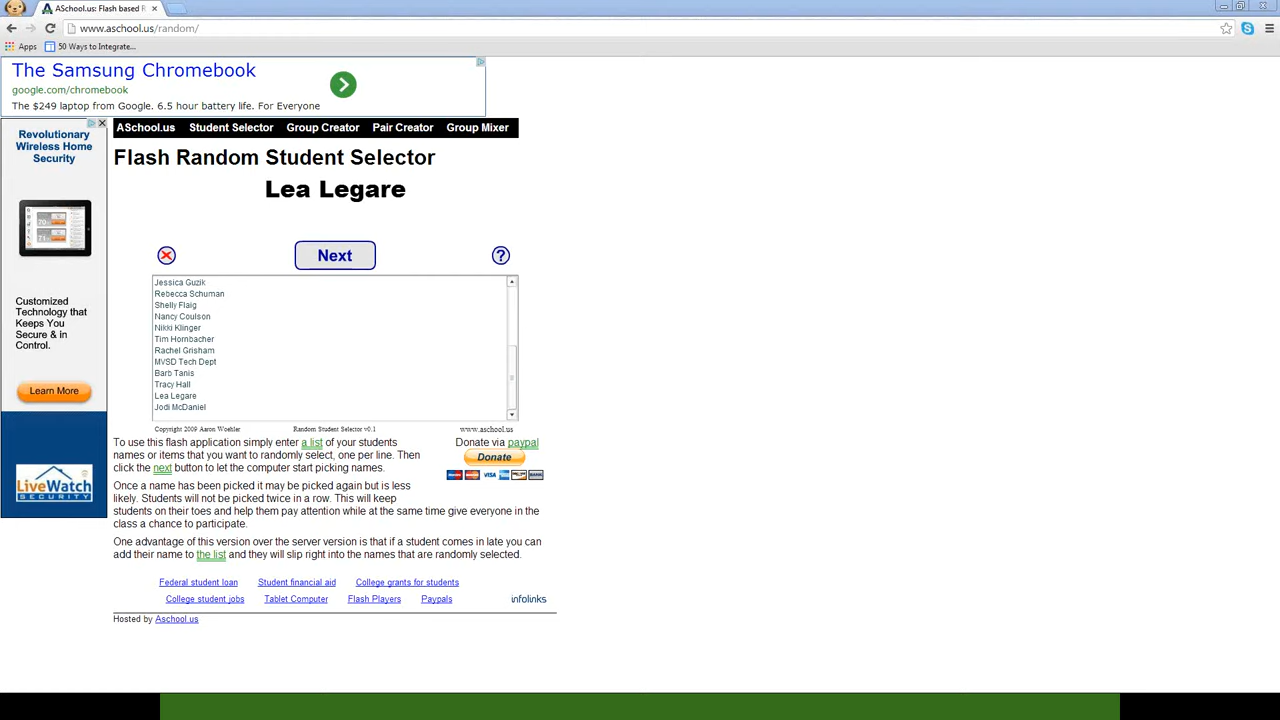 ASchool.us: Flash based R
www.aschool.us/random/
Apps 50 Ways to Integrate...
The Samsung Chromebook
google.com/chromebook
The $249 laptop from Google. 6.5 hour battery life. For Everyone
Revolutionary
Wireless Home
Security
Customized
Technology that
Keeps You
Secure & in
Control.
Learn More
LiveWatch
SECURITY
ASchool.us Student Selector Group Creator Pair Creator Group Mixer
Flash Random Student Selector
Lea Legare
Next
?
Jessica Guzik
Rebecca Schuman
Shelly Flaig
Nancy Coulson
Nikki Klinger
Tim Hornbacher
Rachel Grisham
MVSD Tech Dept
Barb Tanis
Tracy Hall
Lea Legare
Jodi McDaniel
Copyright 2009 Aaron Woehler Random Student Selector v0.1 www.aschool.us
To use this flash application simply enter a list of your students
names or items that you want to randomly select, one per line. Then
click the next button to let the computer start picking names.
Donate via paypal
Donate
VISA
Once a name has been picked it may be picked again but is less
likely. Students will not be picked twice in a row. This will keep
students on their toes and help them pay attention while at the same time give everyone in the
class a chance to participate.
One advantage of this version over the server version is that if a student comes in late you can
add their name to the list and they will slip right into the names that are randomly selected.
Federal student loan Student financial aid College grants for students
College student jobs Tablet Computer Flash Players Paypals infolinks
Hosted by Aschool.us